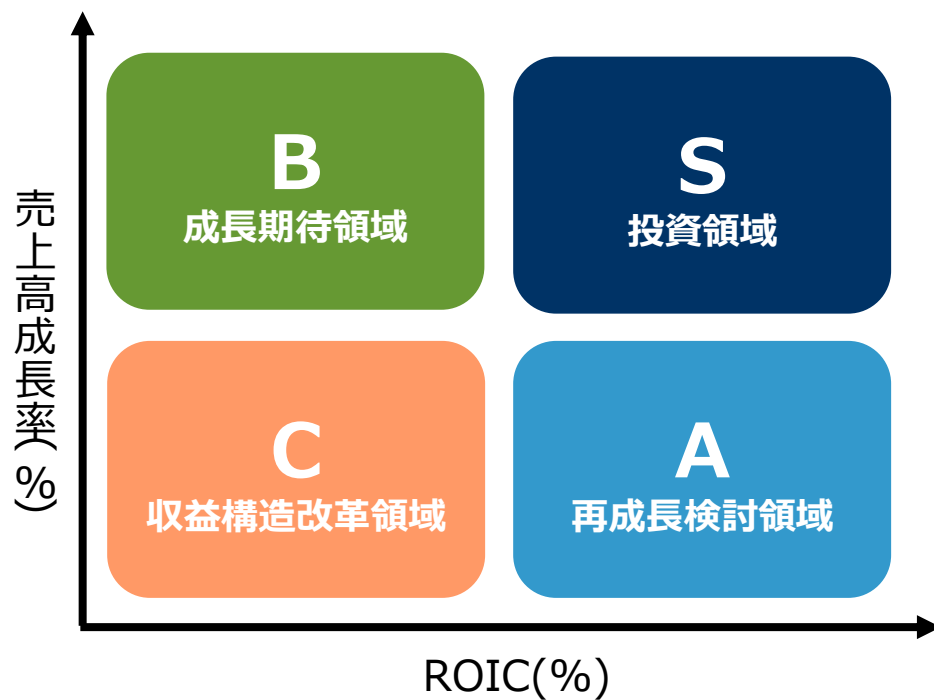 売上高成長率(%)
B
成長期待領域
S
投資領域
C
収益構造改革領域
A
再成長検討領域
ROIC(%)